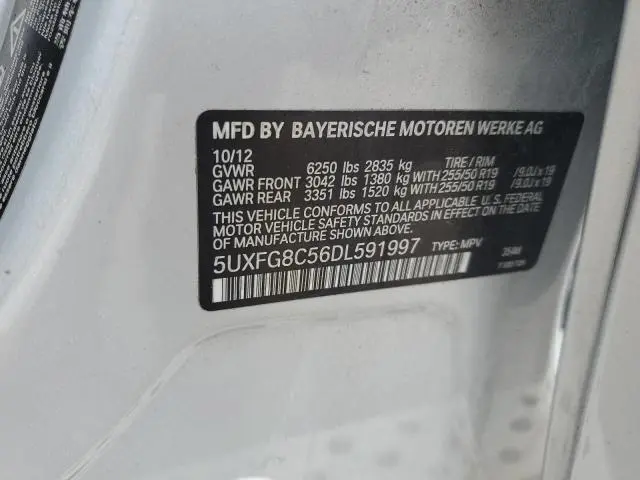 MFD BY BAYERISCHE MOTOREN WERKE AG
10/12
GVWR 6250 lbs 2835 kg TIRE / RIM
GAWR FRONT 3042 lbs 1380 kg WITH 255/50 R19 /9.0J x 19
GAWR REAR 3351 lbs 1520 kg WITH 255/50 R19 /9.0J x 19
THIS VEHICLE CONFORMS TO ALL APPLICABLE U.S. FEDERAL
MOTOR VEHICLE SAFETY STANDARDS IN EFFECT ON THE
DATE OF MANUFACTURE SHOWN ABOVE.
5UXFG8C56DL591997 TYPE: MPV